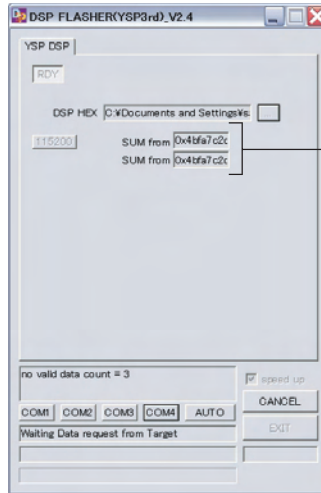 DSP FLASHER(YSP3rd)_V2.4
YSP DSP
RDY
DSP HEX C:¥Documents and Settings¥s
115200 SUM from 0x4bfa7c2c
SUM from 0x4bfa7c2c
no valid data count = 3
speed up
COM1 COM2 COM3 COM4 AUTO CANCEL
Waiting Data request from Target EXIT